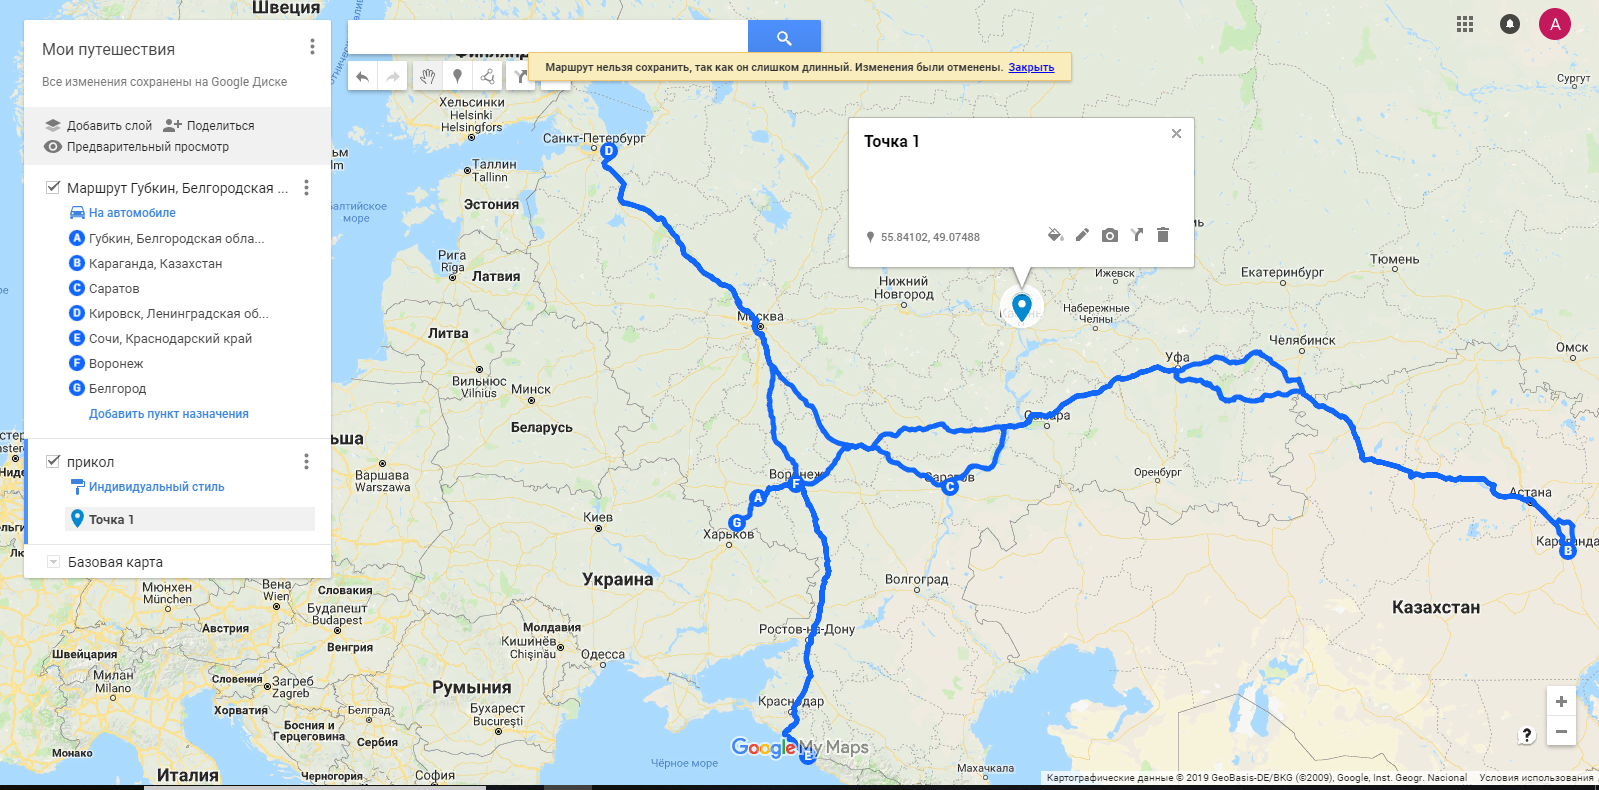 Мои путешествия
Все изменения сохранены на Google Диске
Добавить слой
Поделиться
Предварительный просмотр
Маршрут Губкин, Белгородская ...
На автомобиле
A Губкин, Белгородская обла...
B Караганда, Казахстан
C Саратов
D Кировск, Ленинградская об...
E Сочи, Краснодарский край
F Воронеж
G Белгород
Добавить пункт назначения
прикол
Индивидуальный стиль
Точка 1
Базовая карта
Маршрут нельзя сохранить, так как он слишком длинный. Изменения были отменены. Закрыть
A
Точка 1
55.84102, 49.07488
Швеция
Хельсинки
Helsinki
Helsingfors
Санкт-Петербург
D
Таллин
Tallinn
Эстония
Балтийское
море
Рига
Rīga
Латвия
Литва
Вильнюс
Vilnius
Минск
Беларусь
Варшава
Warszawa
Москва
Нижний
Новгород
Ижевск
Набережные
Челны
Екатеринбург
Тюмень
Сургут
Челябинск
Омск
Уфа
Самара
Оренбург
Саратов
C
Воронеж
F
A
G
Харьков
Киев
Украина
Астана
Караганда
B
Казахстан
Волгоград
Ростов-на-Дону
Краснодар
E
Махачкала
Молдавия
Кишинёв
Chișinău
Одесса
Румыния
Бухарест
București
Чёрное море
Мюнхен
München
Вена
Wien
Словакия
Будапешт
Budapest
Австрия
Венгрия
Швейцария
Милан
Milano
Словения
Загреб
Zagreb
Хорватия
Белград
Босния и
Герцеговина
Сербия
Монако
Италия
Черногория
София
Google My Maps
?
Картографические данные © 2019 GeoBasis-DE/BKG (©2009), Google, Inst. Geogr. Nacional
Условия использования